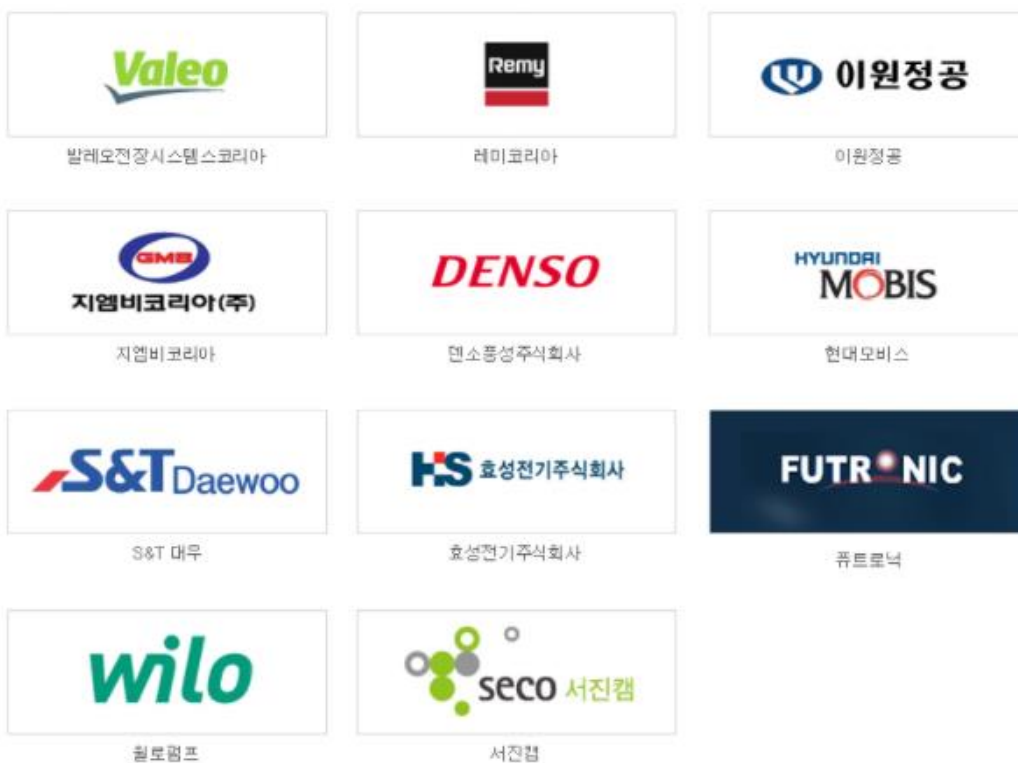 Valeo
발레오전장시스템스코리아
Remy
레미코리아
이원정공
이원정공
GMB
지엠비코리아(주)
지엠비코리아
DENSO
덴소풍성주식회사
HYUNDAI
MOBIS
현대모비스
S&T Daewoo
S&T 대우
HS 효성전기주식회사
효성전기주식회사
FUTRONIC
퓨트로닉
wilo
윌로펌프
seco 서진캠
서진캠